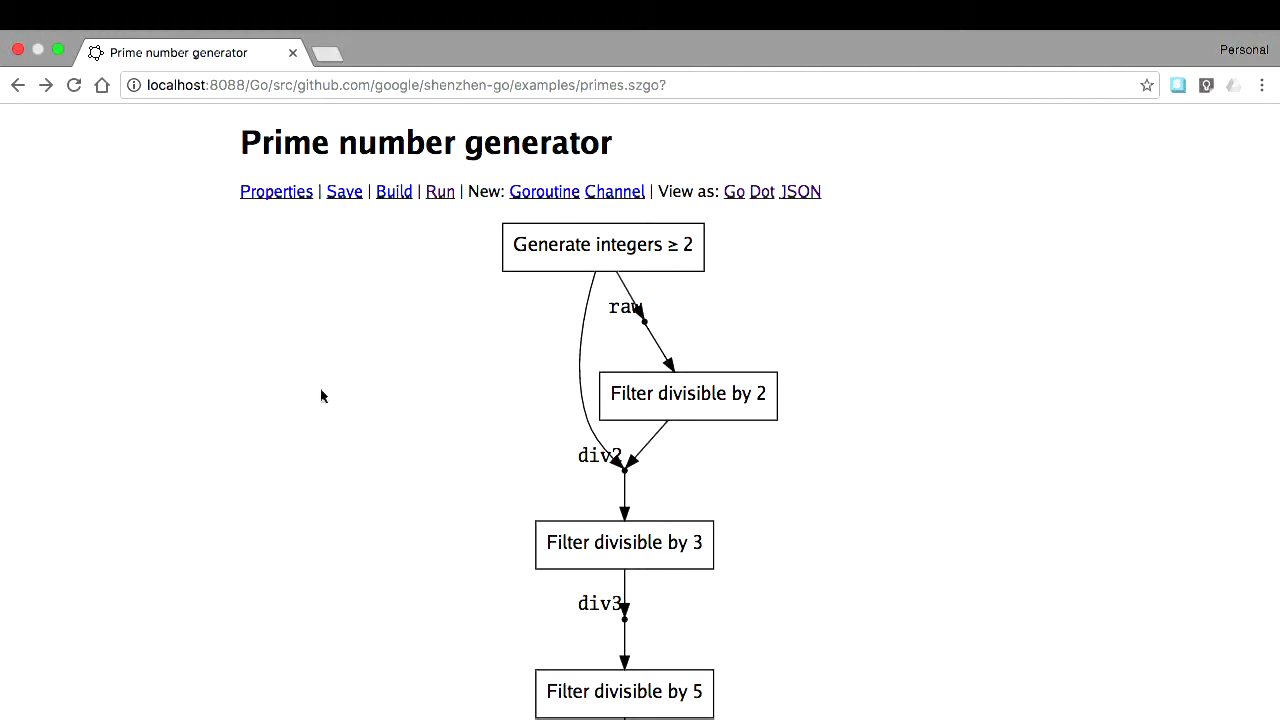 Prime number generator
Personal
localhost:8088/Go/src/github.com/google/shenzhen-go/examples/primes.szgo?
Prime number generator
Properties | Save | Build | Run | New: Goroutine Channel | View as: Go Dot JSON
Generate integers ≥ 2
raw
Filter divisible by 2
div2
Filter divisible by 3
div3
Filter divisible by 5